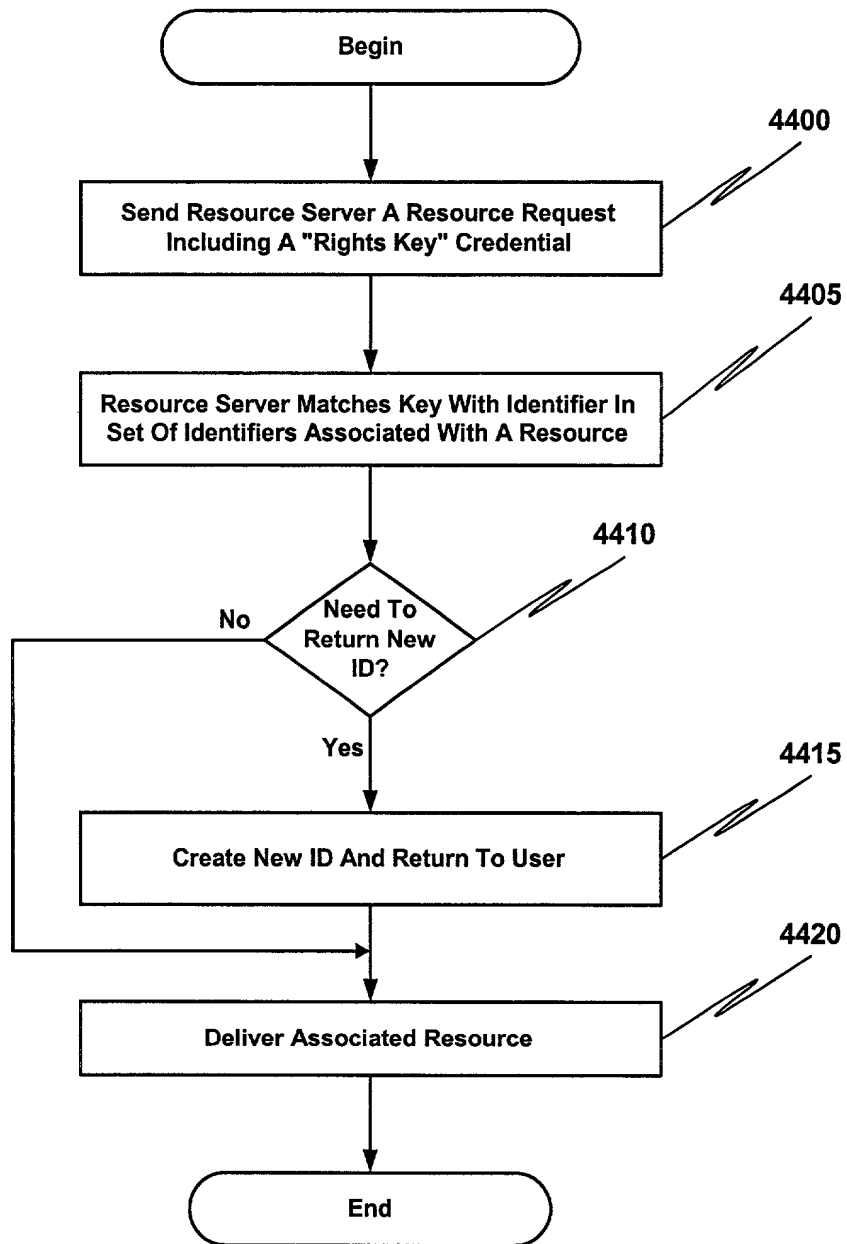 Begin
4400
Send Resource Server A Resource Request
Including A "Rights Key" Credential
4405
Resource Server Matches Key With Identifier In
Set Of Identifiers Associated With A Resource
4410
Need To
Return New
ID?
No
Yes
4415
Create New ID And Return To User
4420
Deliver Associated Resource
End